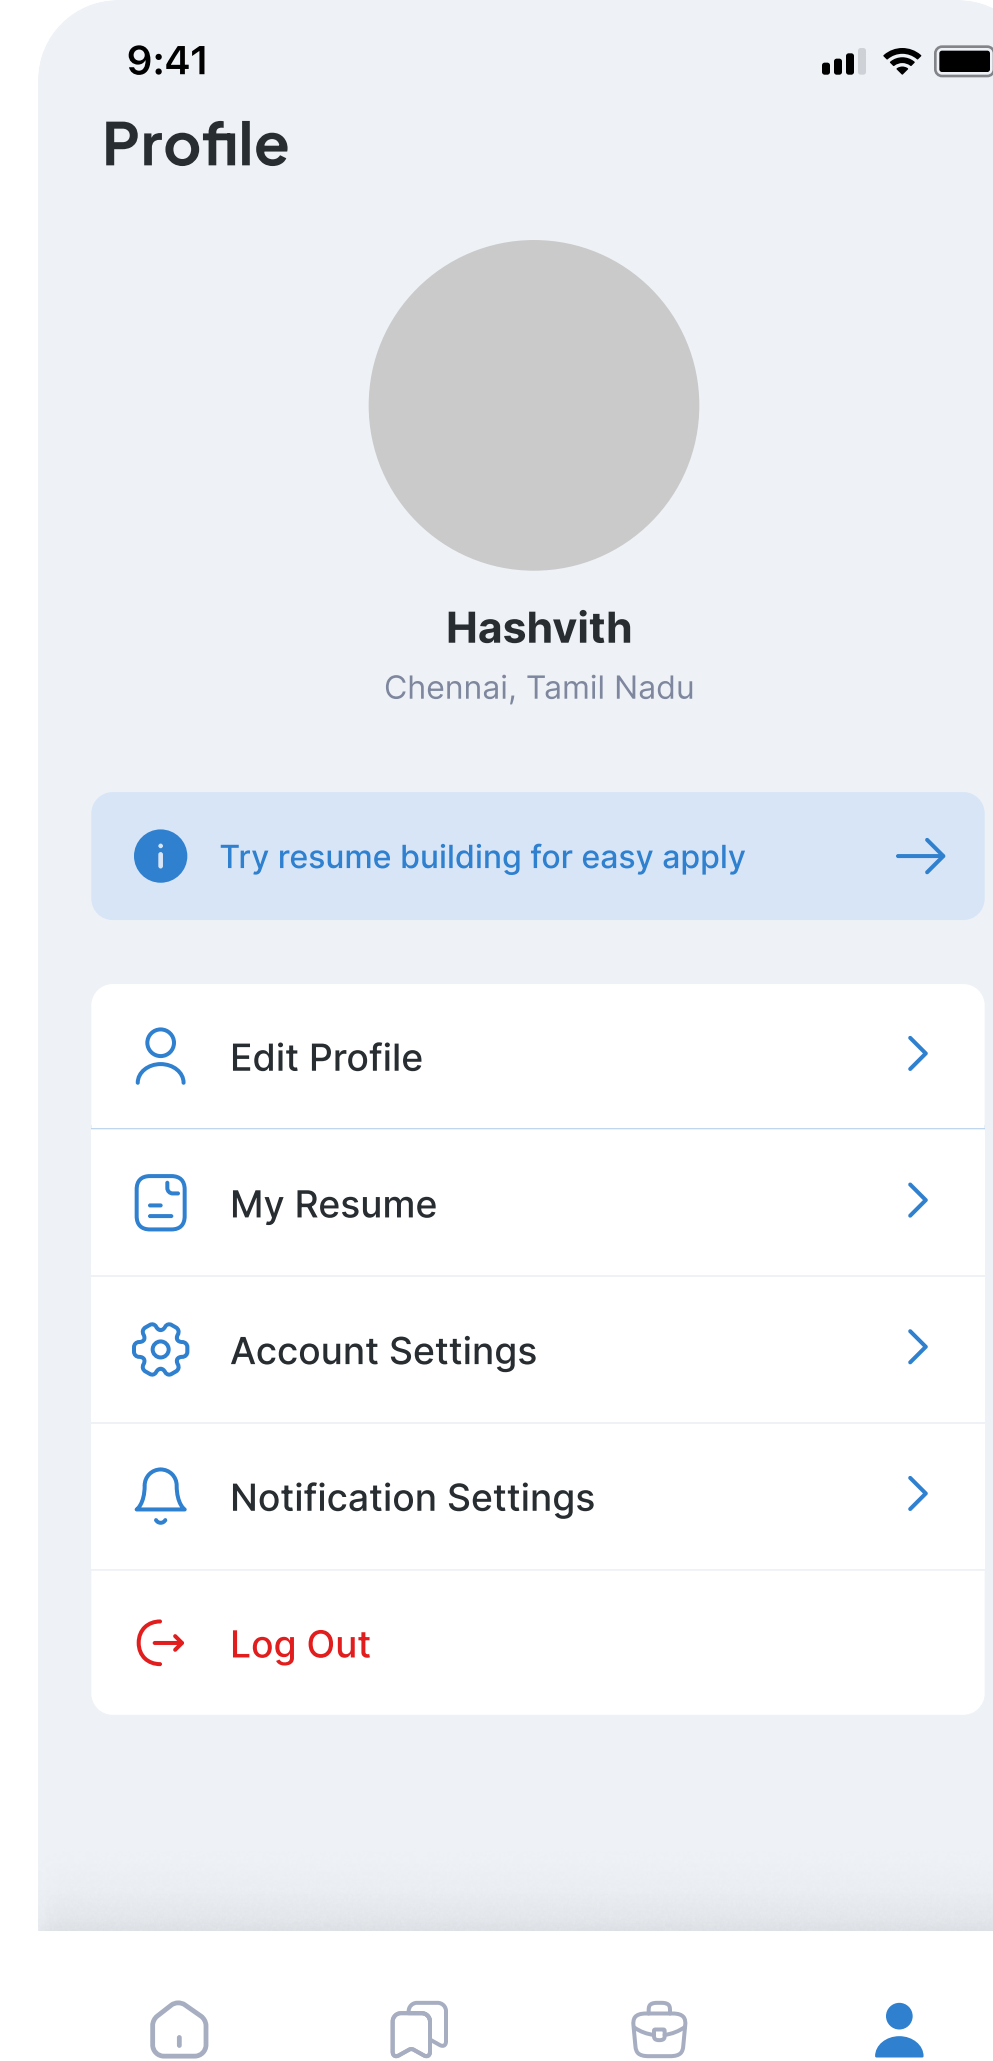 9:41
Profile
Hashvith
Chennai, Tamil Nadu
Try resume building for easy apply
Edit Profile
My Resume
Account Settings
Notification Settings
Log Out